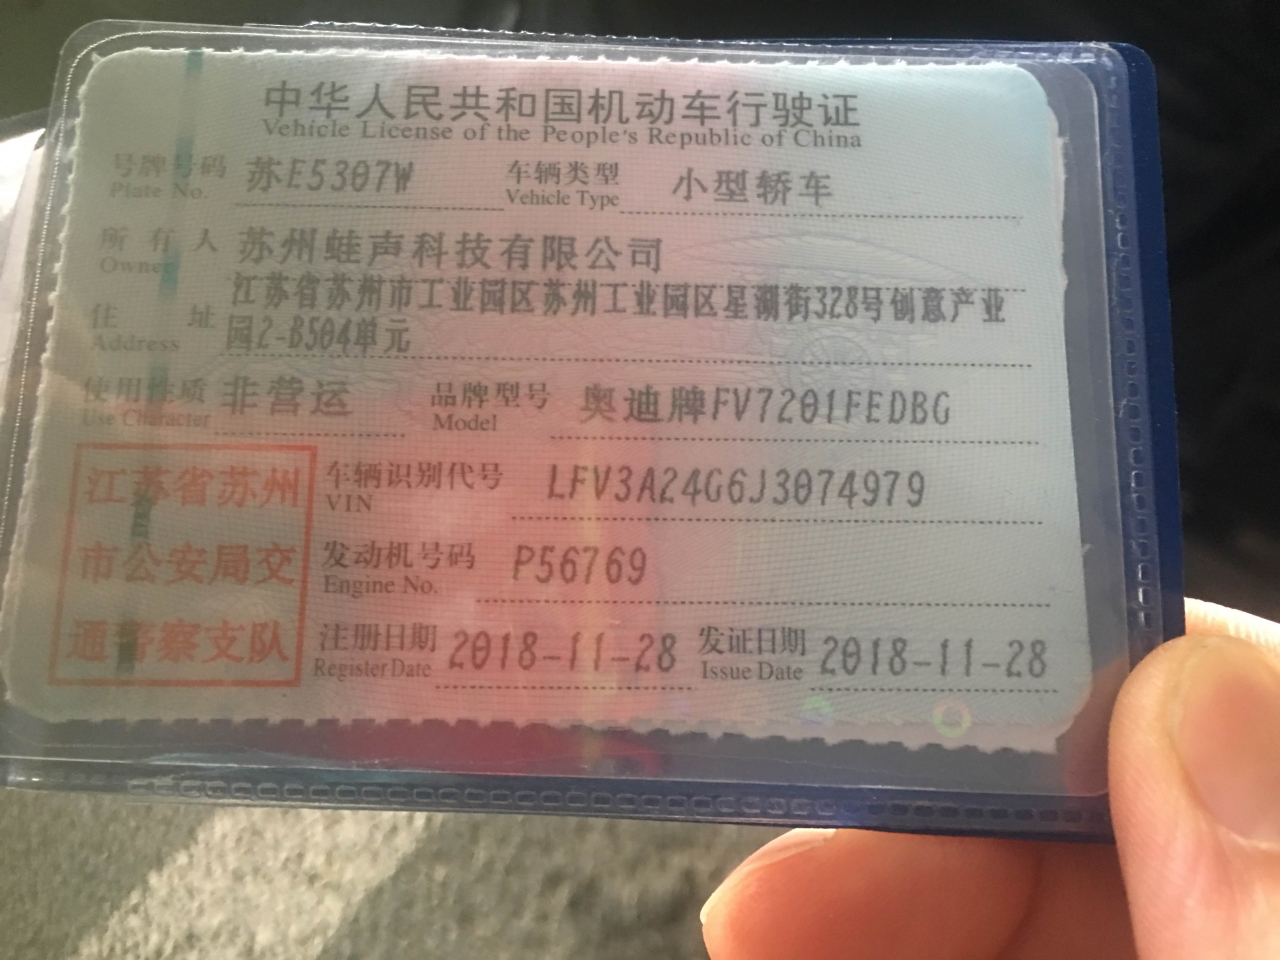 中华人民共和国机动车行驶证
Vehicle License of the People's Republic of China
号牌号码 苏E5307W 车辆类型 小型轿车
Plate No. Vehicle Type
所有人 苏州蛙声科技有限公司
Owner
住址 江苏省苏州市工业园区苏州工业园区星湖街328号创意产业
Address 园2-B504单元
使用性质 非营运 品牌型号 奥迪牌FV7201FEDBG
Use Character Model
车辆识别代号 LFV3A24G6J3074979
VIN
发动机号码 P56769
Engine No.
注册日期 2018-11-28 发证日期 2018-11-28
Register Date Issue Date
江苏省苏州
市公安局交
通警察支队